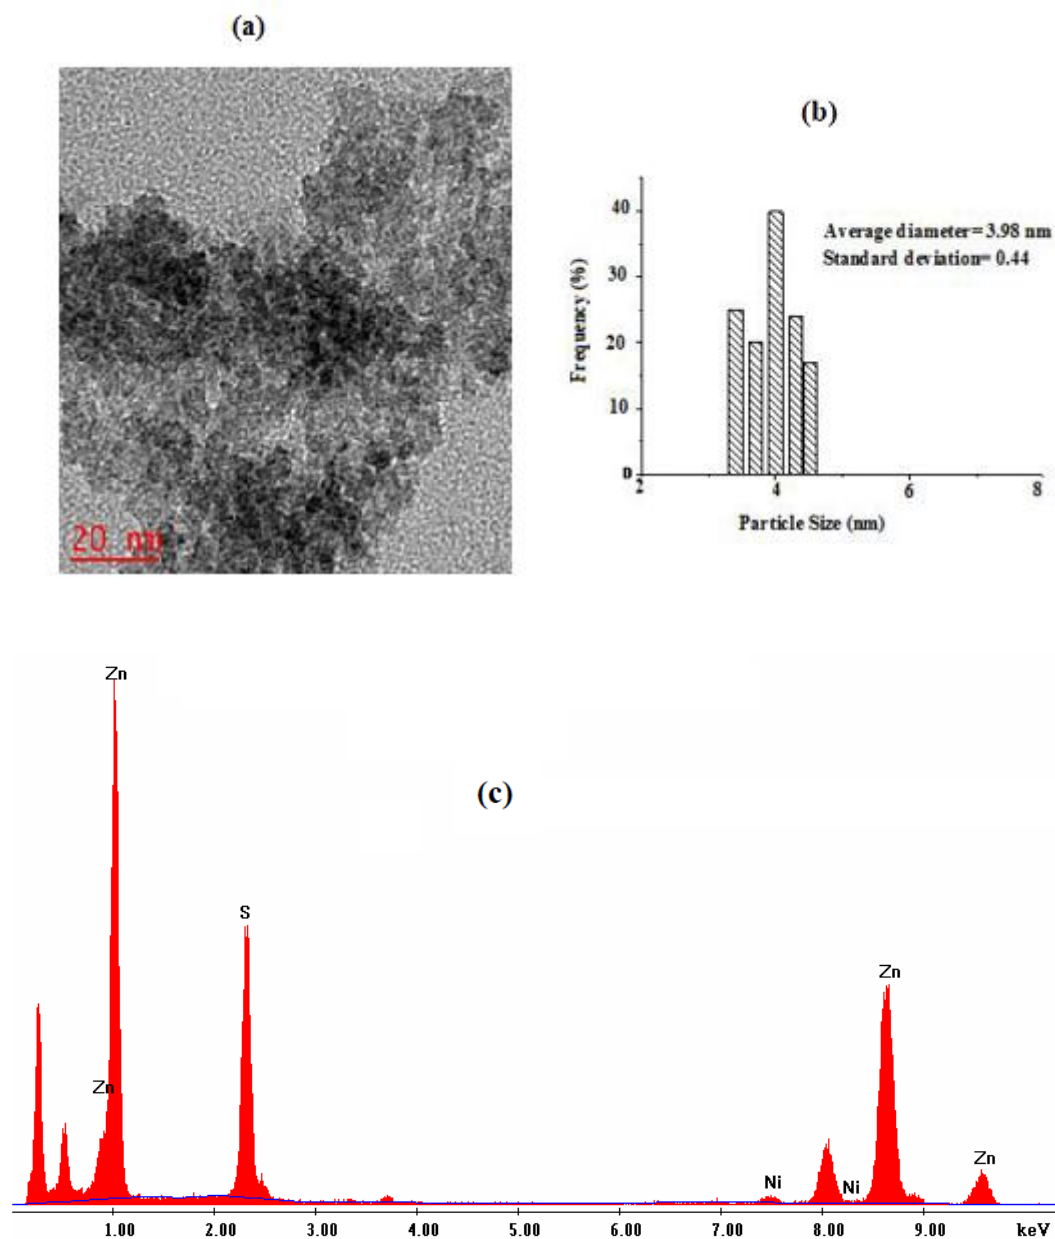 (a)
(b)
40
30
20
10
0
Frequency (%)
Average diameter= 3.98 nm
Standard deviation= 0.44
2
4
6
8
Particle Size (nm)
20 nm
(c)
Zn
Zn
S
Ni
Ni
Zn
Zn
1.00 2.00 3.00 4.00 5.00 6.00 7.00 8.00 9.00 keV